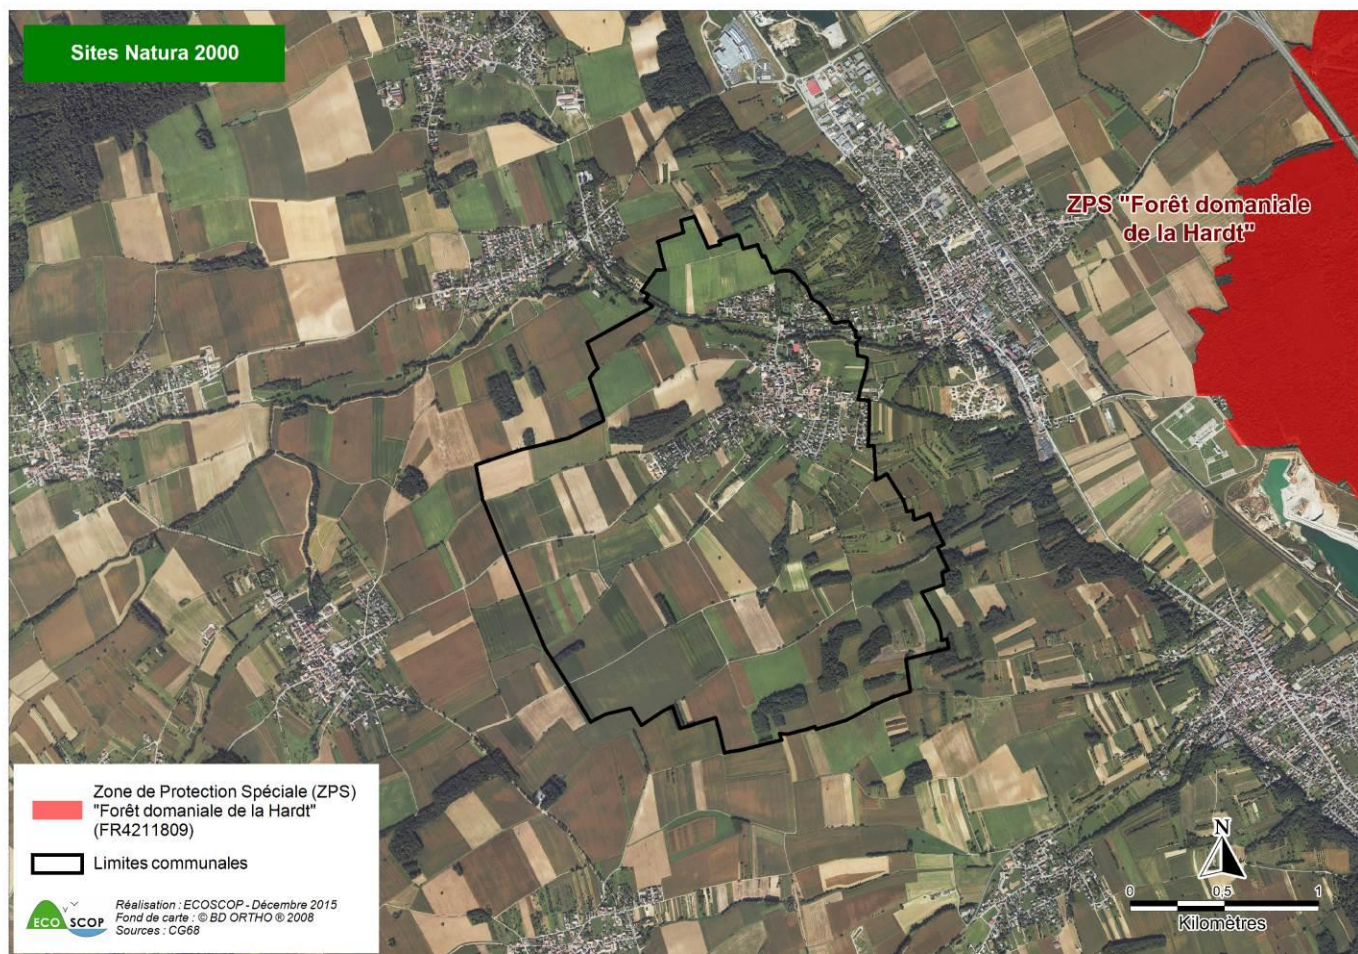 Sites Natura 2000
ZPS "Forêt domaniale
de la Hardt"
Zone de Protection Spéciale (ZPS)
"Forêt domaniale de la Hardt"
(FR4211809)
Limites communales
ECO SCOP
Réalisation : ECOSCOP - Décembre 2015
Fond de carte : © BD ORTHO ® 2008
Sources : CG68
N
0 0,5 1
Kilomètres